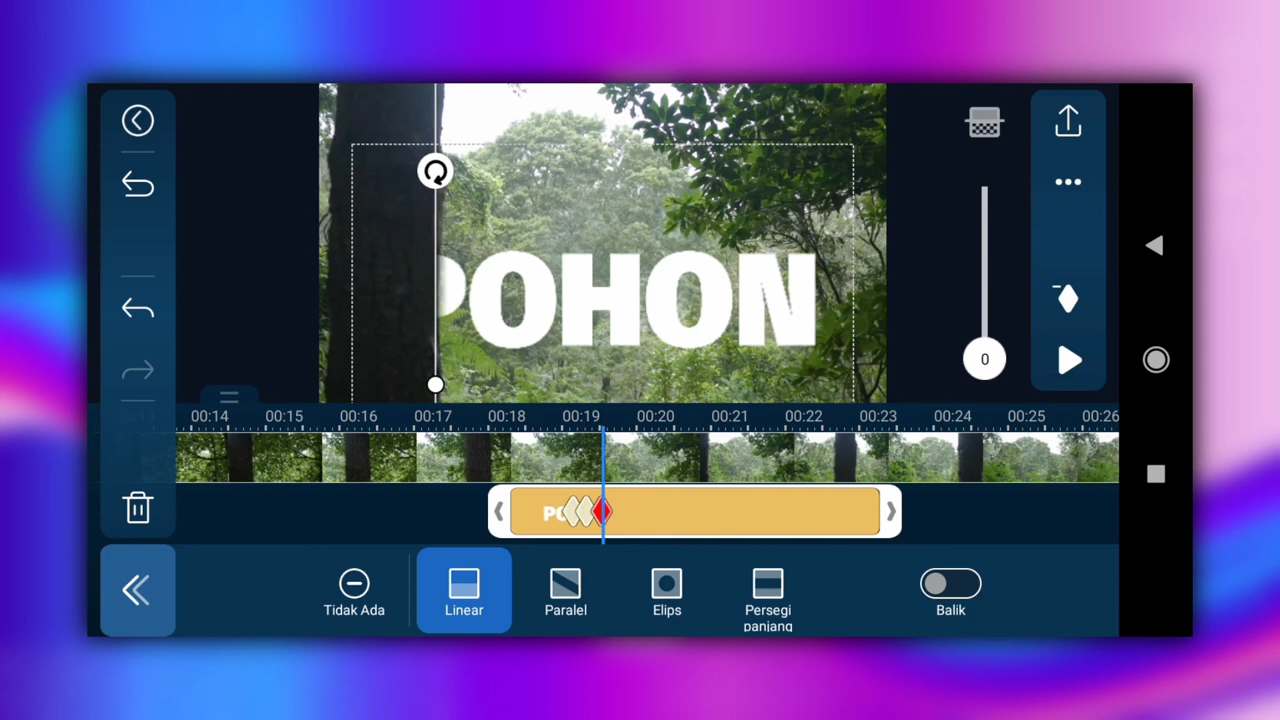 POHON
0
00:14 00:15 00:16 00:17 00:18 00:19 00:20 00:21 00:22 00:23 00:24 00:25 00:26
Tidak Ada
Linear
Paralel
Elips
Persegi
panjang
Balik